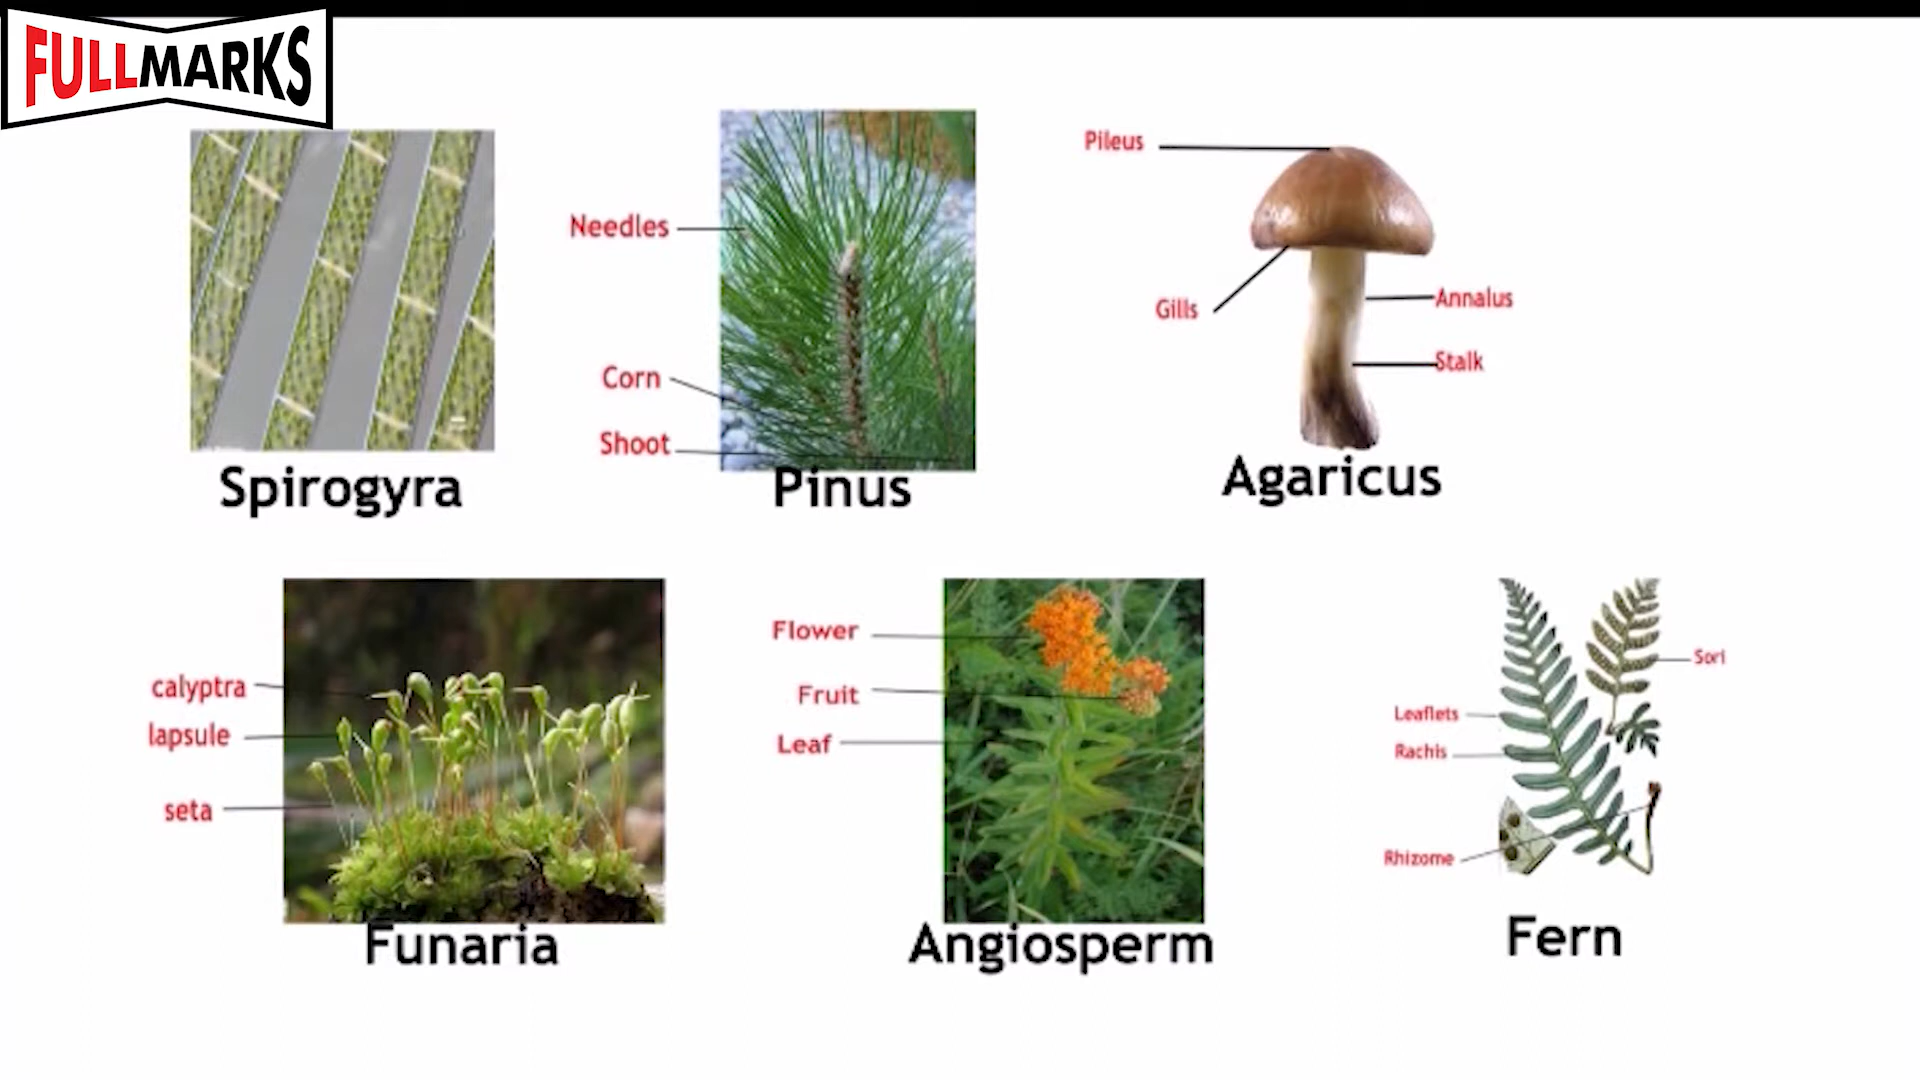 FULLMARKS
Needles
Corn
Shoot
Pileus
Gills
Annalus
Stalk
Spirogyra
Pinus
Agaricus
calyptra
lapsule
seta
Flower
Fruit
Leaf
Sori
Leaflets
Rachis
Rhizome
Funaria
Angiosperm
Fern